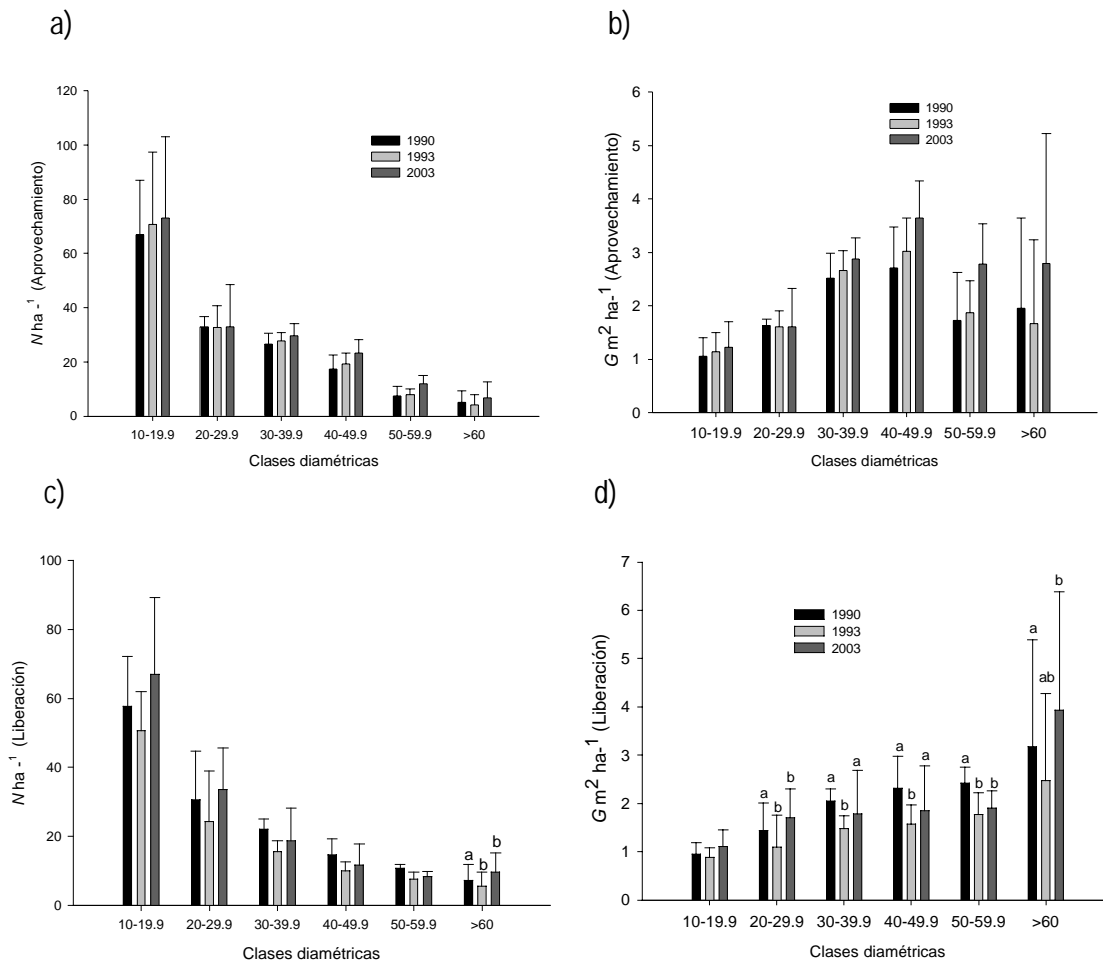 a)
120
100
80
60
40
20
0
N ha -1 (Aprovechamiento)
1990
1993
2003
10-19.9 20-29.9 30-39.9 40-49.9 50-59.9 >60
Clases diamétricas
b)
6
5
4
3
2
1
0
G m2 ha-1 (Aprovechamiento)
1990
1993
2003
10-19.9 20-29.9 30-39.9 40-49.9 50-59.9 >60
Clases diamétricas
c)
100
80
60
40
20
0
N ha -1 (Liberación)
a b b
10-19.9 20-29.9 30-39.9 40-49.9 50-59.9 >60
Clases diamétricas
d)
7
6
5
4
3
2
1
0
G m2 ha-1 (Liberación)
1990
1993
2003
a b b a b a a b a a b b a ab b
10-19.9 20-29.9 30-39.9 40-49.9 50-59.9 >60
Clases diamétricas